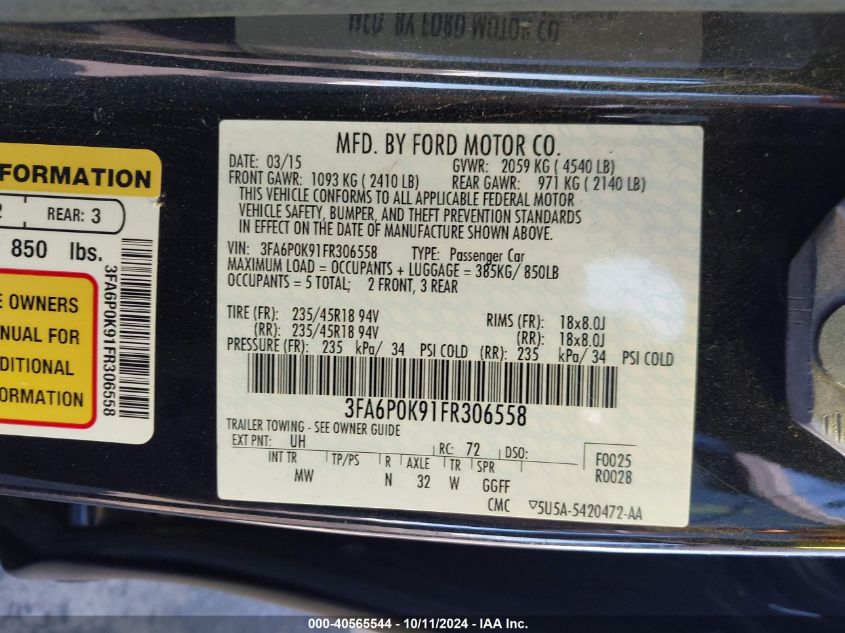 MFD. BY FORD MOTOR CO.
MFD. BY FORD MOTOR CO.
DATE: 03/15 GVWR: 2059 KG ( 4540 LB)
FRONT GAWR: 1093 KG ( 2410 LB) REAR GAWR: 971 KG ( 2140 LB)
THIS VEHICLE CONFORMS TO ALL APPLICABLE FEDERAL MOTOR
VEHICLE SAFETY, BUMPER, AND THEFT PREVENTION STANDARDS
IN EFFECT ON THE DATE OF MANUFACTURE SHOWN ABOVE.
VIN: 3FA6P0K91FR306558 TYPE: Passenger Car
MAXIMUM LOAD = OCCUPANTS + LUGGAGE = 385KG/ 850LB
OCCUPANTS = 5 TOTAL; 2 FRONT, 3 REAR
TIRE (FR): 235/45R18 94V RIMS (FR): 18x8.0J
(RR): 235/45R18 94V (RR): 18x8.0J
PRESSURE (FR): 235 kPa/ 34 PSI COLD (RR): 235 kPa/ 34 PSI COLD
3FA6P0K91FR306558
TRAILER TOWING - SEE OWNER GUIDE
EXT PNT: UH RC: 72 DSO: F0025
INT TR TP/PS R AXLE TR SPR R0028
MW N 32 W GGFF
CMC ▽5U5A-5420472-AA
FORMATION
2 REAR: 3
850 lbs.
E OWNERS
ANUAL FOR
DITIONAL
FORMATION
3FA6P0K91FR306558
000-40565544 - 10/11/2024 - IAA Inc.